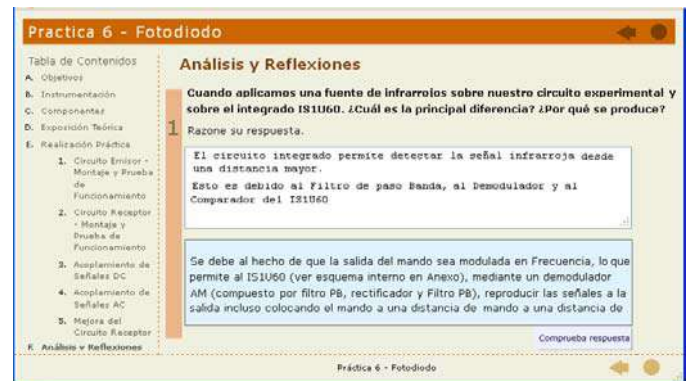 Practica 6 - Fotodiodo
Tabla de Contenidos
A. Objetivos
B. Instrumentación
C. Componentes
D. Exposición Teórica
E. Realización Práctica
1. Circuito Emisor -
Montaje y Prueba
de
Funcionamiento
2. Circuito Receptor
- Montaje y
Prueba de
Funcionamiento
3. Acoplamiento de
Señales DC
4. Acoplamiento de
Señales AC
5. Mejora del
Circuito Receptor
F. Análisis y Reflexiones
Análisis y Reflexiones
Cuando aplicamos una fuente de infrarrojos sobre nuestro circuito experimental y
sobre el integrado IS1U60. ¿Cuál es la principal diferencia? ¿Por qué se produce?
1
Razone su respuesta.
El circuito integrado permite detectar la señal infrarroja desde
una distancia mayor.
Esto es debido al Filtro de paso Banda, al Demodulador y al
Comparador del IS1U60
Se debe al hecho de que la salida del mando sea modulada en Frecuencia, lo que
permite al IS1U60 (ver esquema interno en Anexo), mediante un demodulador
AM (compuesto por filtro PB, rectificador y Filtro PB), reproducir las señales a la
salida incluso colocando el mando a una distancia de mando a una distancia de
Comprueba respuesta
Práctica 6 - Fotodiodo